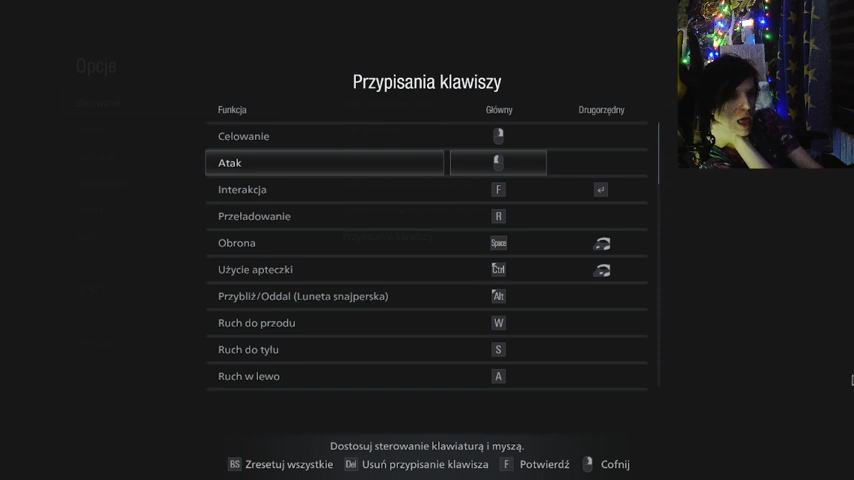 Opcje
Przypisania klawiszy
Funkcja Główny Drugorzędny
Celowanie
Atak
Interakcja F ↵
Przeładowanie R
Obrona Space
Użycie apteczki Ctrl
Przybliż/Oddal (Luneta snajperska) Alt
Ruch do przodu W
Ruch do tyłu S
Ruch w lewo A
Dostosuj sterowanie klawiaturą i myszą.
BS Zresetuj wszystkie Del Usuń przypisanie klawisza F Potwierdź Cofnij